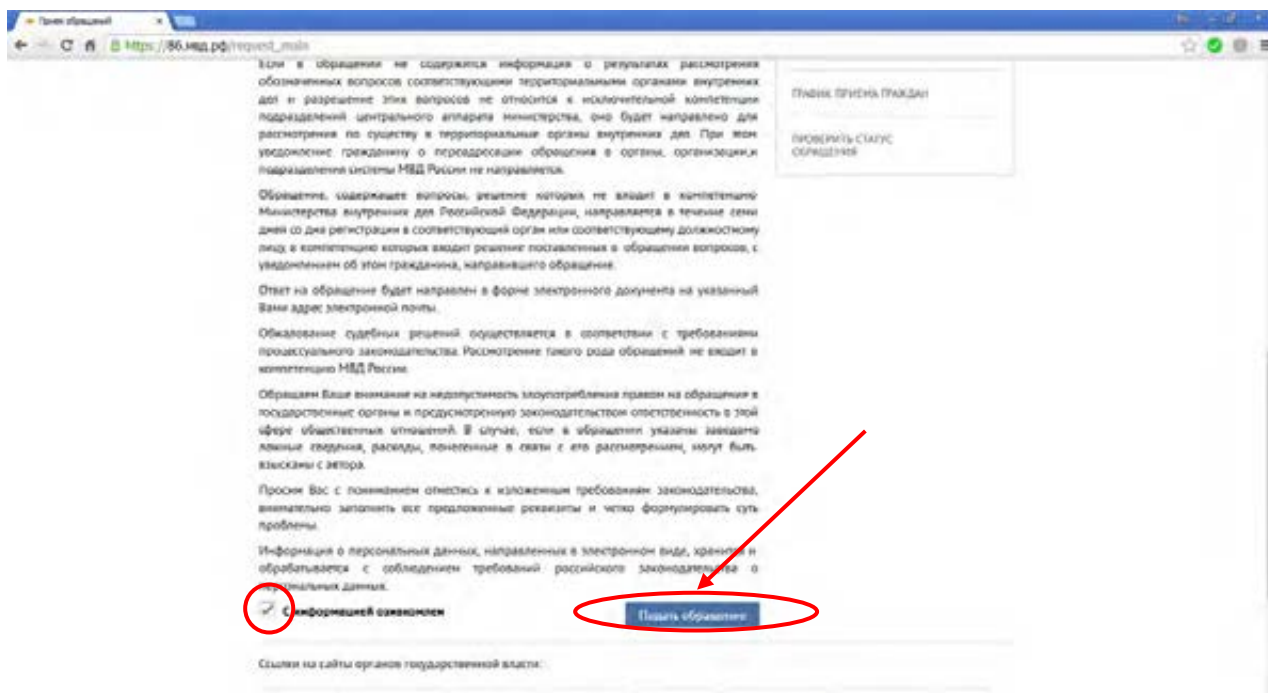 Прием обращений
https://86.мвд.рф/request_main
Если в обращении не содержится информация о результатах рассмотрения
обозначенных вопросов соответствующими территориальными органами внутренних
дел и разрешение этих вопросов не относится к исключительной компетенции
подразделений центрального аппарата министерства, оно будет направлено для
рассмотрения по существу в территориальные органы внутренних дел. При этом
уведомление гражданину о переадресации обращения в органы, организации,и
подразделения системы МВД России не направляется.
Обращение, содержащее вопросы, решение которых не входит в компетенцию
Министерства внутренних дел Российской Федерации, направляется в течение семи
дней со дня регистрации в соответствующий орган или соответствующему должностному
лицу, в компетенцию которых входит решение поставленных в обращении вопросов, с
уведомлением об этом гражданина, направившего обращение.
Ответ на обращение будет направлен в форме электронного документа на указанный
Вами адрес электронной почты.
Обжалование судебных решений осуществляется в соответствии с требованиями
процессуального законодательства. Рассмотрение такого рода обращений не входит в
компетенцию МВД России.
Обращаем Ваше внимание на недопустимость злоупотребления правом на обращения в
государственные органы и предусмотренную законодательством ответственность в этой
сфере общественных отношений. В случае, если в обращении указаны заведомо
ложные сведения, расходы, понесенные в связи с его рассмотрением, могут быть
взысканы с автора.
Просим Вас с пониманием отнестись к изложенным требованиям законодательства,
внимательно заполнить все предложенные реквизиты и четко формулировать суть
проблемы.
Информация о персональных данных, направленных в электронном виде, хранится и
обрабатывается с соблюдением требований российского законодательства о
персональных данных.
С информацией ознакомлен
Подать обращение
Ссылки на сайты органов государственной власти:
ГРАФИК ПРИЕМА ГРАЖДАН
ПРОВЕРИТЬ СТАТУС
ОБРАЩЕНИЯ